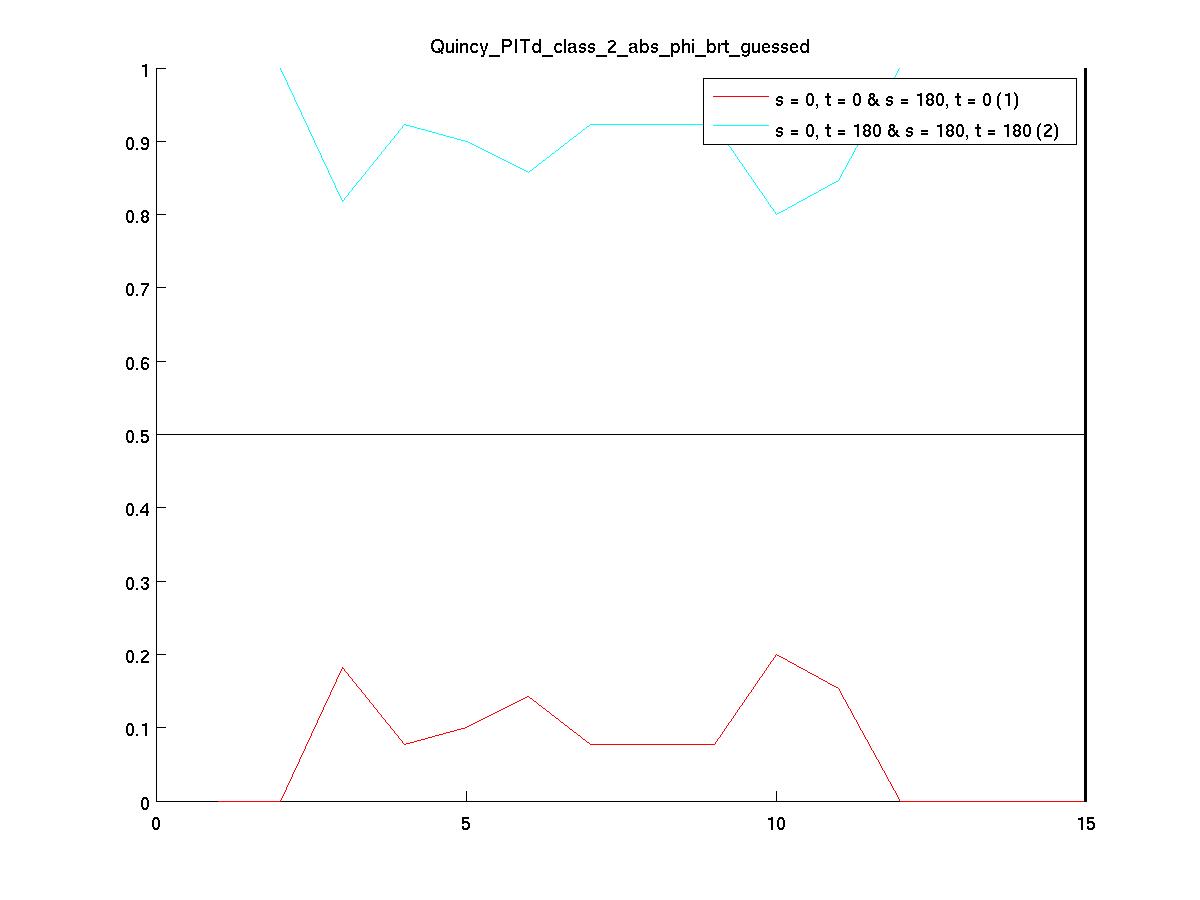 Quincy_PITd_class_2_abs_phi_brt_guessed
1
s = 0, t = 0 & s = 180, t = 0 (1)
s = 0, t = 180 & s = 180, t = 180 (2)
0.9
0.8
0.7
0.6
0.5
0.4
0.3
0.2
0.1
0
0 5 10 15